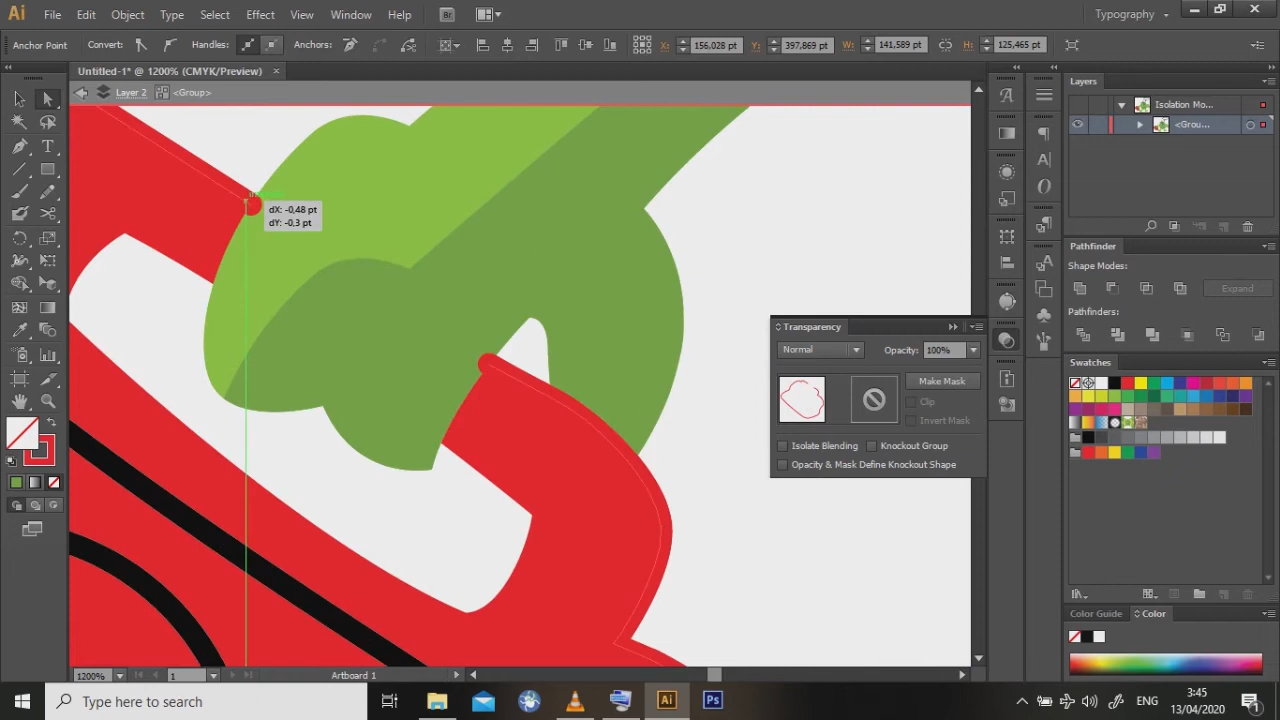 Ai File Edit Object Type Select Effect View Window Help Br Typography
Anchor Point Convert: Handles: Anchors: X: 156,028 pt Y: 397,869 pt W: 141,589 pt H: 125,465 pt
Untitled-1* @ 1200% (CMYK/Preview) ×
Layer 2 <Group>
Layers
Isolation Mo...
<Grou...
dX: -0,48 pt
dY: -0,3 pt
Pathfinder
Shape Modes:
Expand
Pathfinders:
Transparency
Normal Opacity: 100%
Make Mask
Clip
Invert Mask
Isolate Blending Knockout Group
Opacity & Mask Define Knockout Shape
Swatches
Color Guide Color
1200% 1 Artboard 1
Type here to search
Ai Ps
ENG
3:45
13/04/2020
1